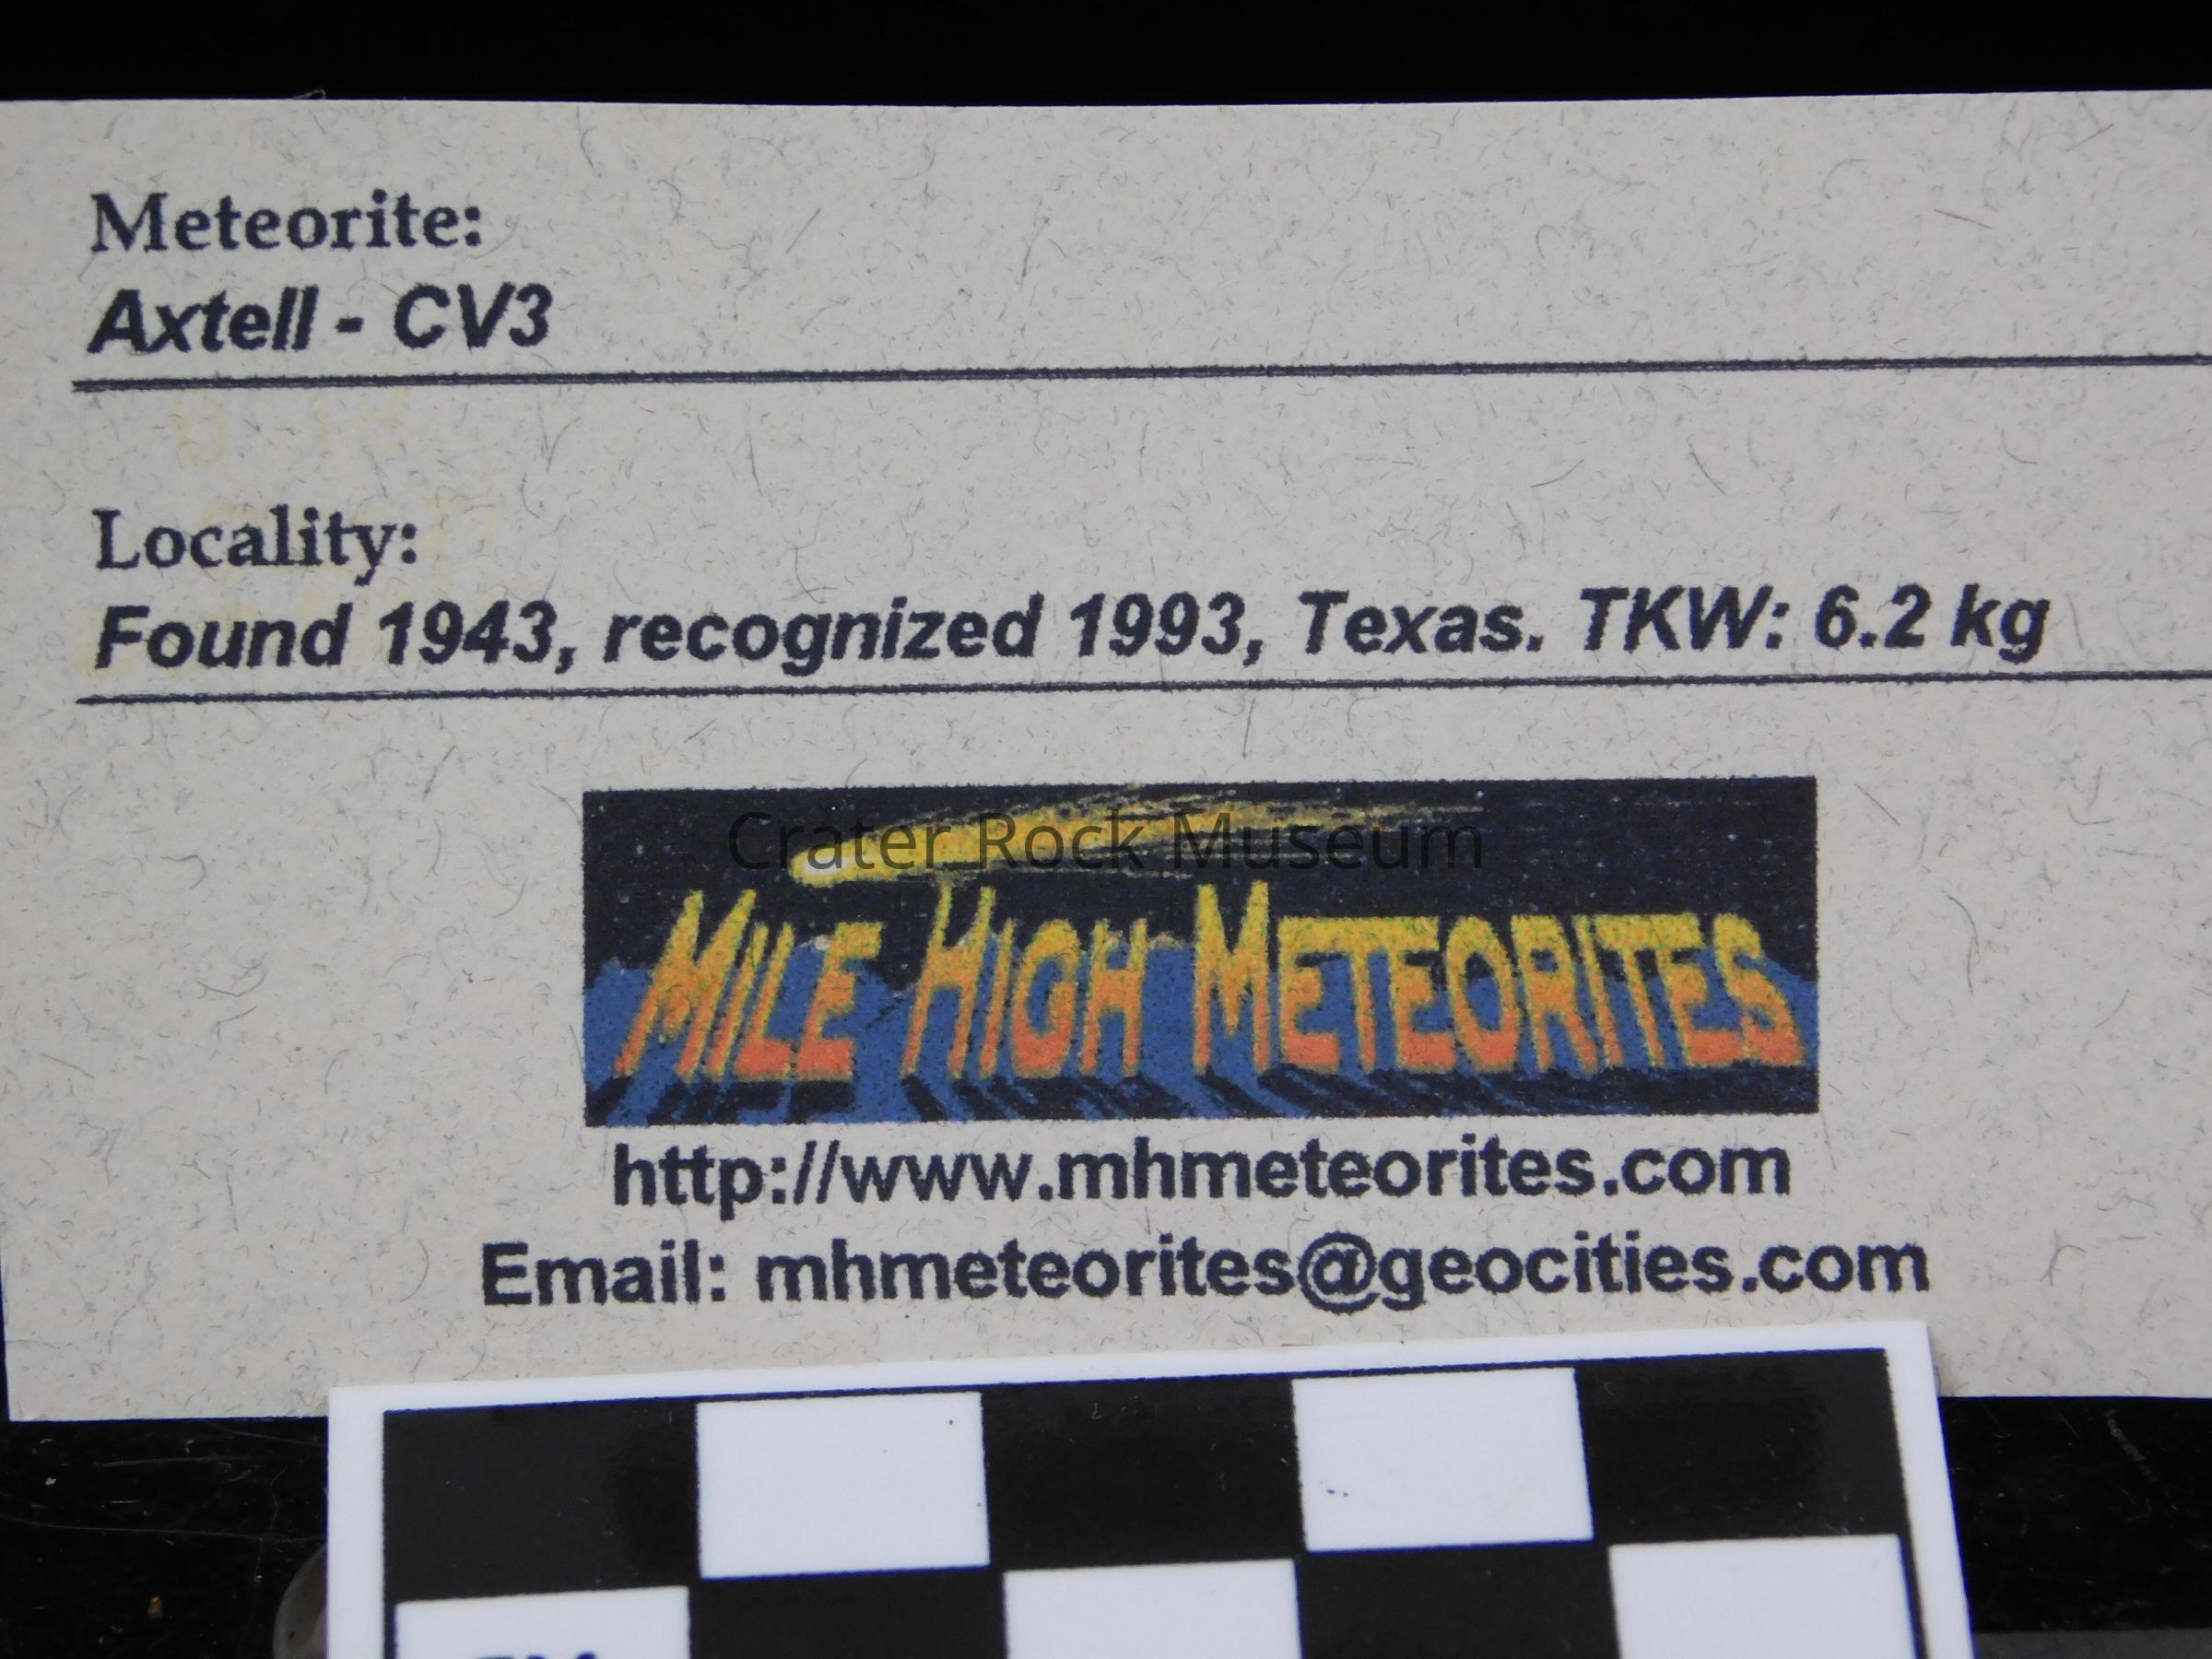 Meteorite:
Axtell - CV3
Locality:
Found 1943, recognized 1993, Texas. TKW: 6.2 kg
Crater Rock Museum
MILE HIGH METEORITES
http://www.mhmeteorites.com
Email: mhmeteorites@geocities.com